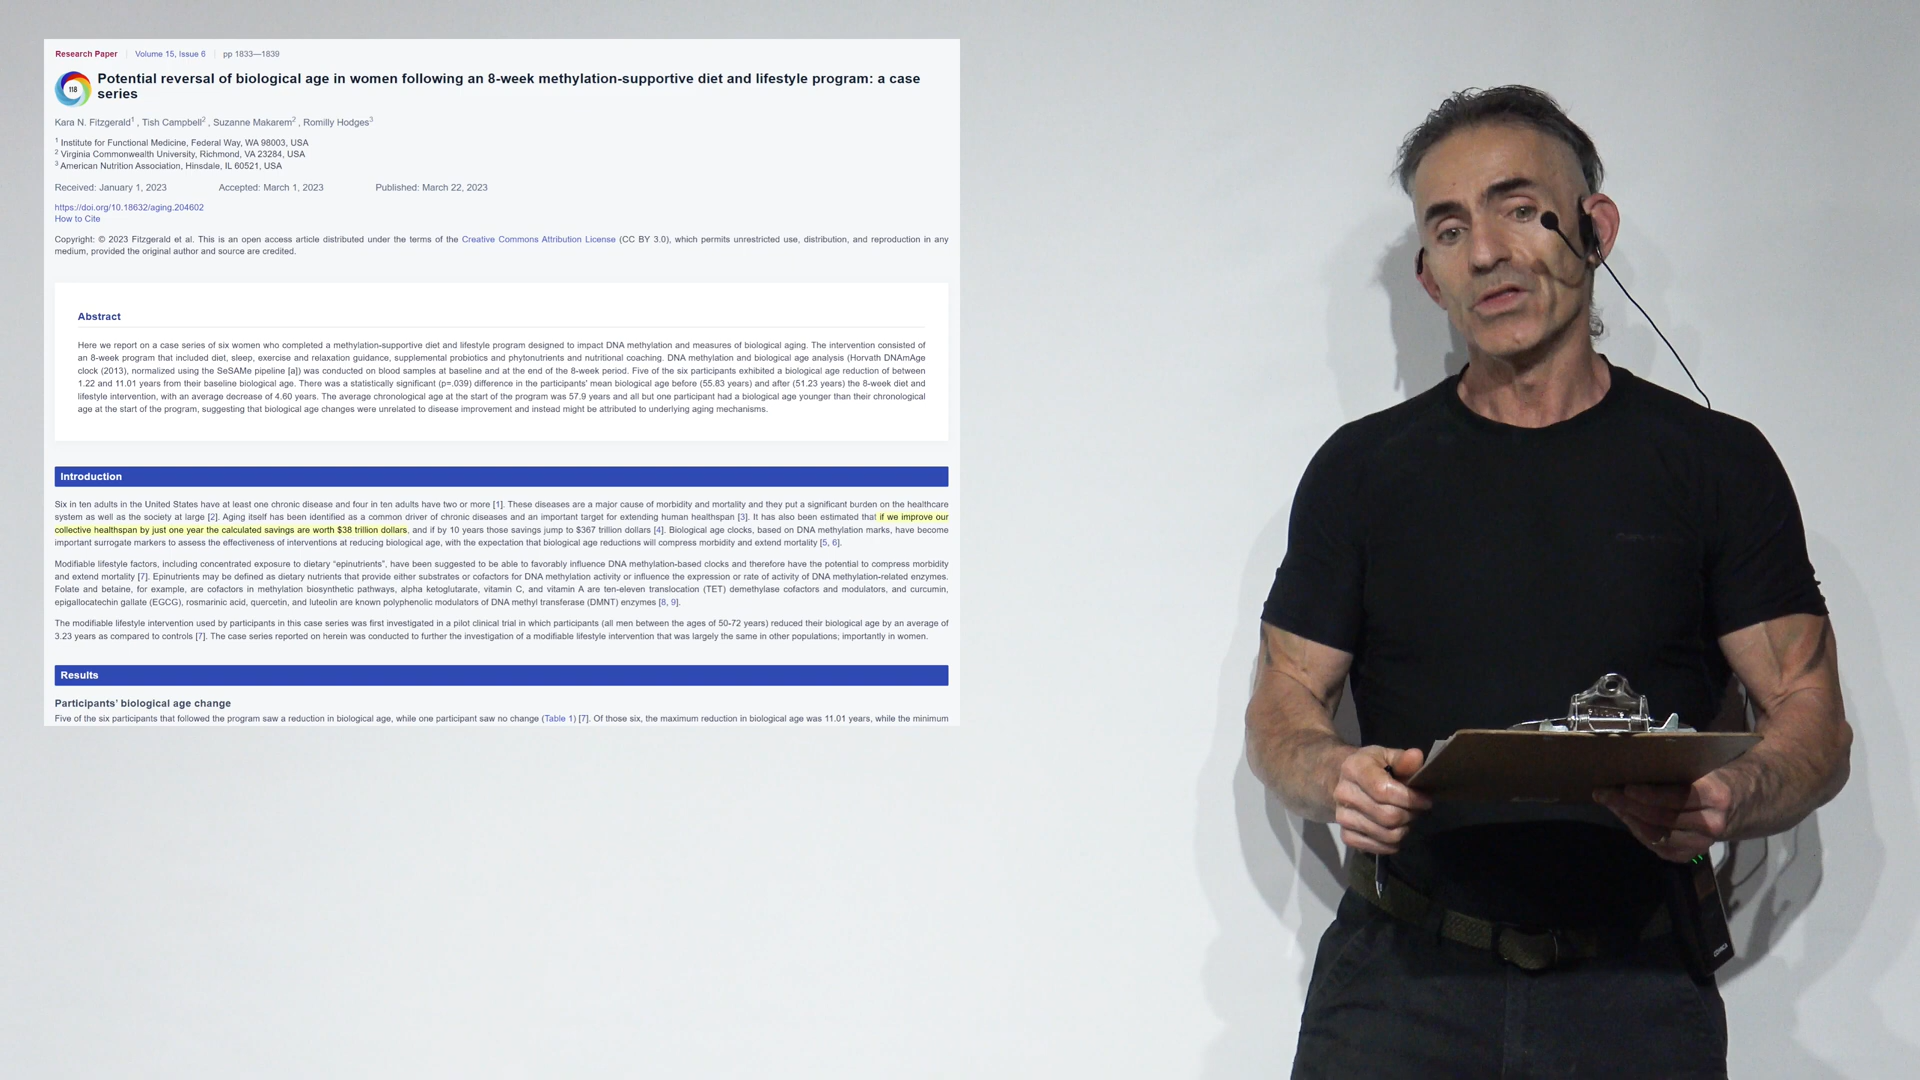 Research Paper Volume 15, Issue 6 pp 1833—1839
118
Potential reversal of biological age in women following an 8-week methylation-supportive diet and lifestyle program: a case
series
Kara N. Fitzgerald1 , Tish Campbell2 , Suzanne Makarem2 , Romilly Hodges3
1 Institute for Functional Medicine, Federal Way, WA 98003, USA
2 Virginia Commonwealth University, Richmond, VA 23284, USA
3 American Nutrition Association, Hinsdale, IL 60521, USA
Received: January 1, 2023 Accepted: March 1, 2023 Published: March 22, 2023
https://doi.org/10.18632/aging.204602
How to Cite
Copyright: © 2023 Fitzgerald et al. This is an open access article distributed under the terms of the Creative Commons Attribution License (CC BY 3.0), which permits unrestricted use, distribution, and reproduction in any
medium, provided the original author and source are credited.
Abstract
Here we report on a case series of six women who completed a methylation-supportive diet and lifestyle program designed to impact DNA methylation and measures of biological aging. The intervention consisted of
an 8-week program that included diet, sleep, exercise and relaxation guidance, supplemental probiotics and phytonutrients and nutritional coaching. DNA methylation and biological age analysis (Horvath DNAmAge
clock (2013), normalized using the SeSAMe pipeline [a]) was conducted on blood samples at baseline and at the end of the 8-week period. Five of the six participants exhibited a biological age reduction of between
1.22 and 11.01 years from their baseline biological age. There was a statistically significant (p=.039) difference in the participants' mean biological age before (55.83 years) and after (51.23 years) the 8-week diet and
lifestyle intervention, with an average decrease of 4.60 years. The average chronological age at the start of the program was 57.9 years and all but one participant had a biological age younger than their chronological
age at the start of the program, suggesting that biological age changes were unrelated to disease improvement and instead might be attributed to underlying aging mechanisms.
Introduction
Six in ten adults in the United States have at least one chronic disease and four in ten adults have two or more [1]. These diseases are a major cause of morbidity and mortality and they put a significant burden on the healthcare
system as well as the society at large [2]. Aging itself has been identified as a common driver of chronic diseases and an important target for extending human healthspan [3]. It has also been estimated that if we improve our
collective healthspan by just one year the calculated savings are worth $38 trillion dollars, and if by 10 years those savings jump to $367 trillion dollars [4]. Biological age clocks, based on DNA methylation marks, have become
important surrogate markers to assess the effectiveness of interventions at reducing biological age, with the expectation that biological age reductions will compress morbidity and extend mortality [5, 6].
Modifiable lifestyle factors, including concentrated exposure to dietary “epinutrients”, have been suggested to be able to favorably influence DNA methylation-based clocks and therefore have the potential to compress morbidity
and extend mortality [7]. Epinutrients may be defined as dietary nutrients that provide either substrates or cofactors for DNA methylation activity or influence the expression or rate of activity of DNA methylation-related enzymes.
Folate and betaine, for example, are cofactors in methylation biosynthetic pathways, alpha ketoglutarate, vitamin C, and vitamin A are ten-eleven translocation (TET) demethylase cofactors and modulators, and curcumin,
epigallocatechin gallate (EGCG), rosmarinic acid, quercetin, and luteolin are known polyphenolic modulators of DNA methyl transferase (DMNT) enzymes [8, 9].
The modifiable lifestyle intervention used by participants in this case series was first investigated in a pilot clinical trial in which participants (all men between the ages of 50-72 years) reduced their biological age by an average of
3.23 years as compared to controls [7]. The case series reported on herein was conducted to further the investigation of a modifiable lifestyle intervention that was largely the same in other populations; importantly in women.
Results
Participants’ biological age change
Five of the six participants that followed the program saw a reduction in biological age, while one participant saw no change (Table 1) [7]. Of those six, the maximum reduction in biological age was 11.01 years, while the minimum